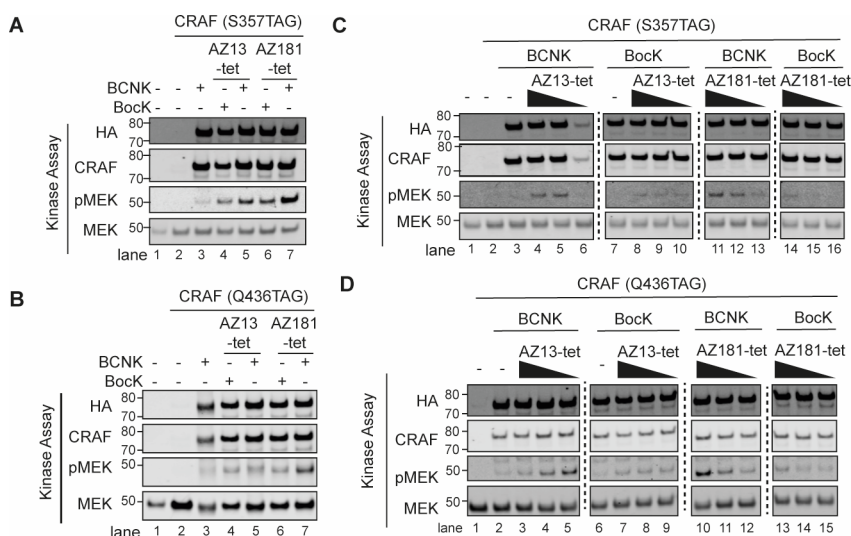 A
CRAF (S357TAG)
AZ13 AZ181
-tet -tet
BCNK - - + - + - +
BocK + +
HA 80 70
CRAF 80 70
pMEK 50
MEK 50
Kinase Assay
lane 1 2 3 4 5 6 7
B
CRAF (Q436TAG)
AZ13 AZ181
-tet -tet
BCNK - - + - + - +
BocK + +
HA 80 70
CRAF 80 70
pMEK 50
MEK 50
Kinase Assay
lane 1 2 3 4 5 6 7
C
CRAF (S357TAG)
BCNK BocK BCNK BocK
- - - AZ13-tet - AZ13-tet AZ181-tet AZ181-tet
HA 80 70
CRAF 80 70
pMEK 50
MEK 50
Kinase Assay
lane 1 2 3 4 5 6 7 8 9 10 11 12 13 14 15 16
D
CRAF (Q436TAG)
BCNK BocK BCNK BocK
- - AZ13-tet - AZ13-tet AZ181-tet AZ181-tet
HA 80 70
CRAF 80 70
pMEK 50
MEK 50
Kinase Assay
lane 1 2 3 4 5 6 7 8 9 10 11 12 13 14 15